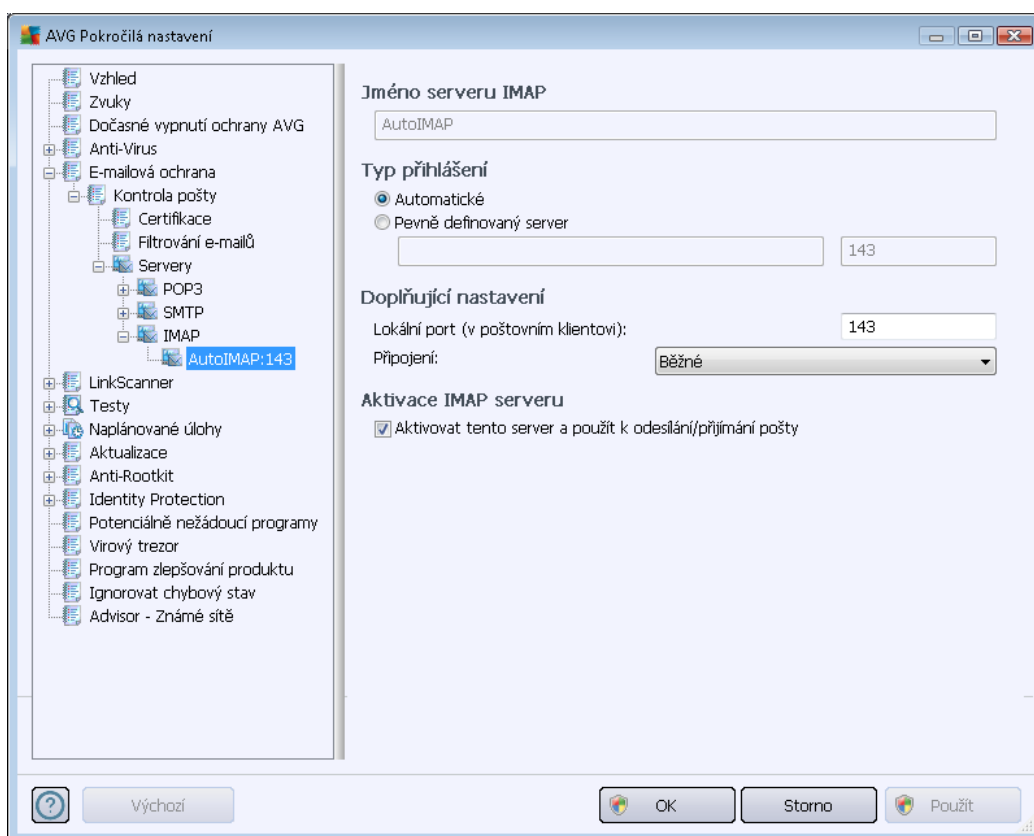 AVG Pokročilá nastavení
Vzhled
Zvuky
Dočasné vypnutí ochrany AVG
Anti-Virus
E-mailová ochrana
Kontrola pošty
Certifikace
Filtrování e-mailů
Servery
POP3
SMTP
IMAP
AutoIMAP:143
LinkScanner
Testy
Naplánované úlohy
Aktualizace
Anti-Rootkit
Identity Protection
Potenciálně nežádoucí programy
Virový trezor
Program zlepšování produktu
Ignorovat chybový stav
Advisor - Známé sítě
Jméno serveru IMAP
AutoIMAP
Typ přihlášení
Automatické
Pevně definovaný server
143
Doplňující nastavení
Lokální port (v poštovním klientovi): 143
Připojení: Běžné
Aktivace IMAP serveru
Aktivovat tento server a použít k odesílání/přijímání pošty
? Výchozí OK Storno Použít